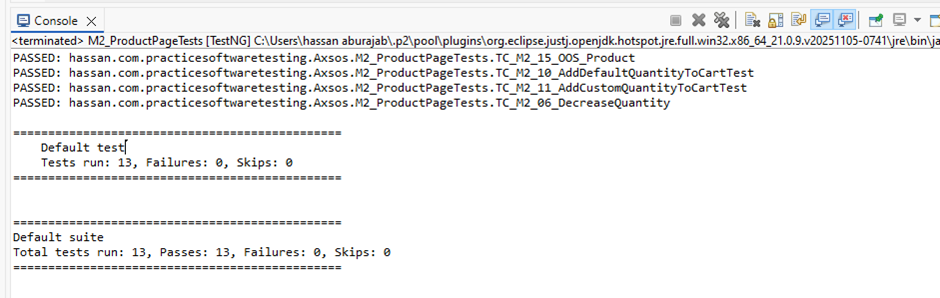 Console
<terminated> M2_ProductPageTests [TestNG] C:\Users\hassan aburajab\.p2\pool\plugins\org.eclipse.justj.openjdk.hotspot.jre.full.win32.x86_64_21.0.9.v20251105-0741\jre\bin\ja
PASSED: hassan.com.practicesoftwaretesting.Axsos.M2_ProductPageTests.TC_M2_15_OOS_Product
PASSED: hassan.com.practicesoftwaretesting.Axsos.M2_ProductPageTests.TC_M2_10_AddDefaultQuantityToCartTest
PASSED: hassan.com.practicesoftwaretesting.Axsos.M2_ProductPageTests.TC_M2_11_AddCustomQuantityToCartTest
PASSED: hassan.com.practicesoftwaretesting.Axsos.M2_ProductPageTests.TC_M2_06_DecreaseQuantity
===============================================
Default test
Tests run: 13, Failures: 0, Skips: 0
===============================================
===============================================
Default suite
Total tests run: 13, Passes: 13, Failures: 0, Skips: 0
===============================================